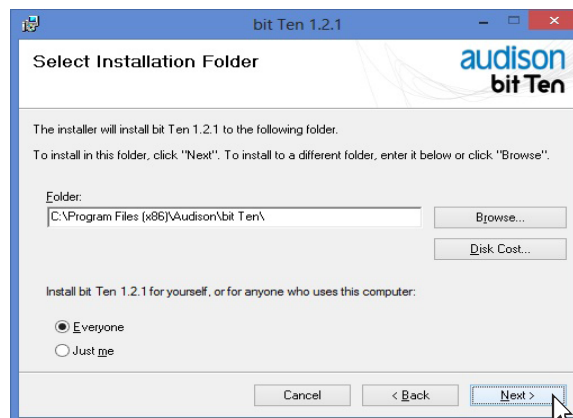 bit Ten 1.2.1
Select Installation Folder
audison
bit Ten
The installer will install bit Ten 1.2.1 to the following folder.
To install in this folder, click "Next". To install to a different folder, enter it below or click "Browse".
Folder:
C:\Program Files (x86)\Audison\bit Ten\
Browse...
Disk Cost...
Install bit Ten 1.2.1 for yourself, or for anyone who uses this computer:
Everyone
Just me
Cancel
< Back
Next >